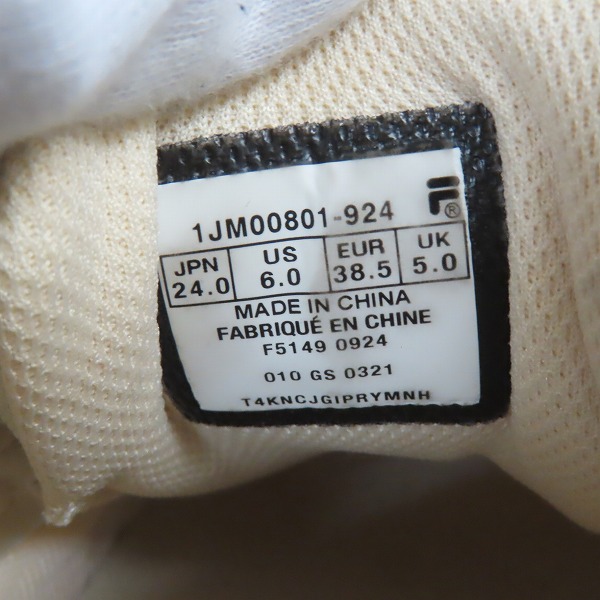 1JM00801-924
F®
JPN US EUR UK
24.0 6.0 38.5 5.0
MADE IN CHINA
FABRIQUÉ EN CHINE
F5149 0924
010 GS 0321
T4KNCJGIPRYMNH